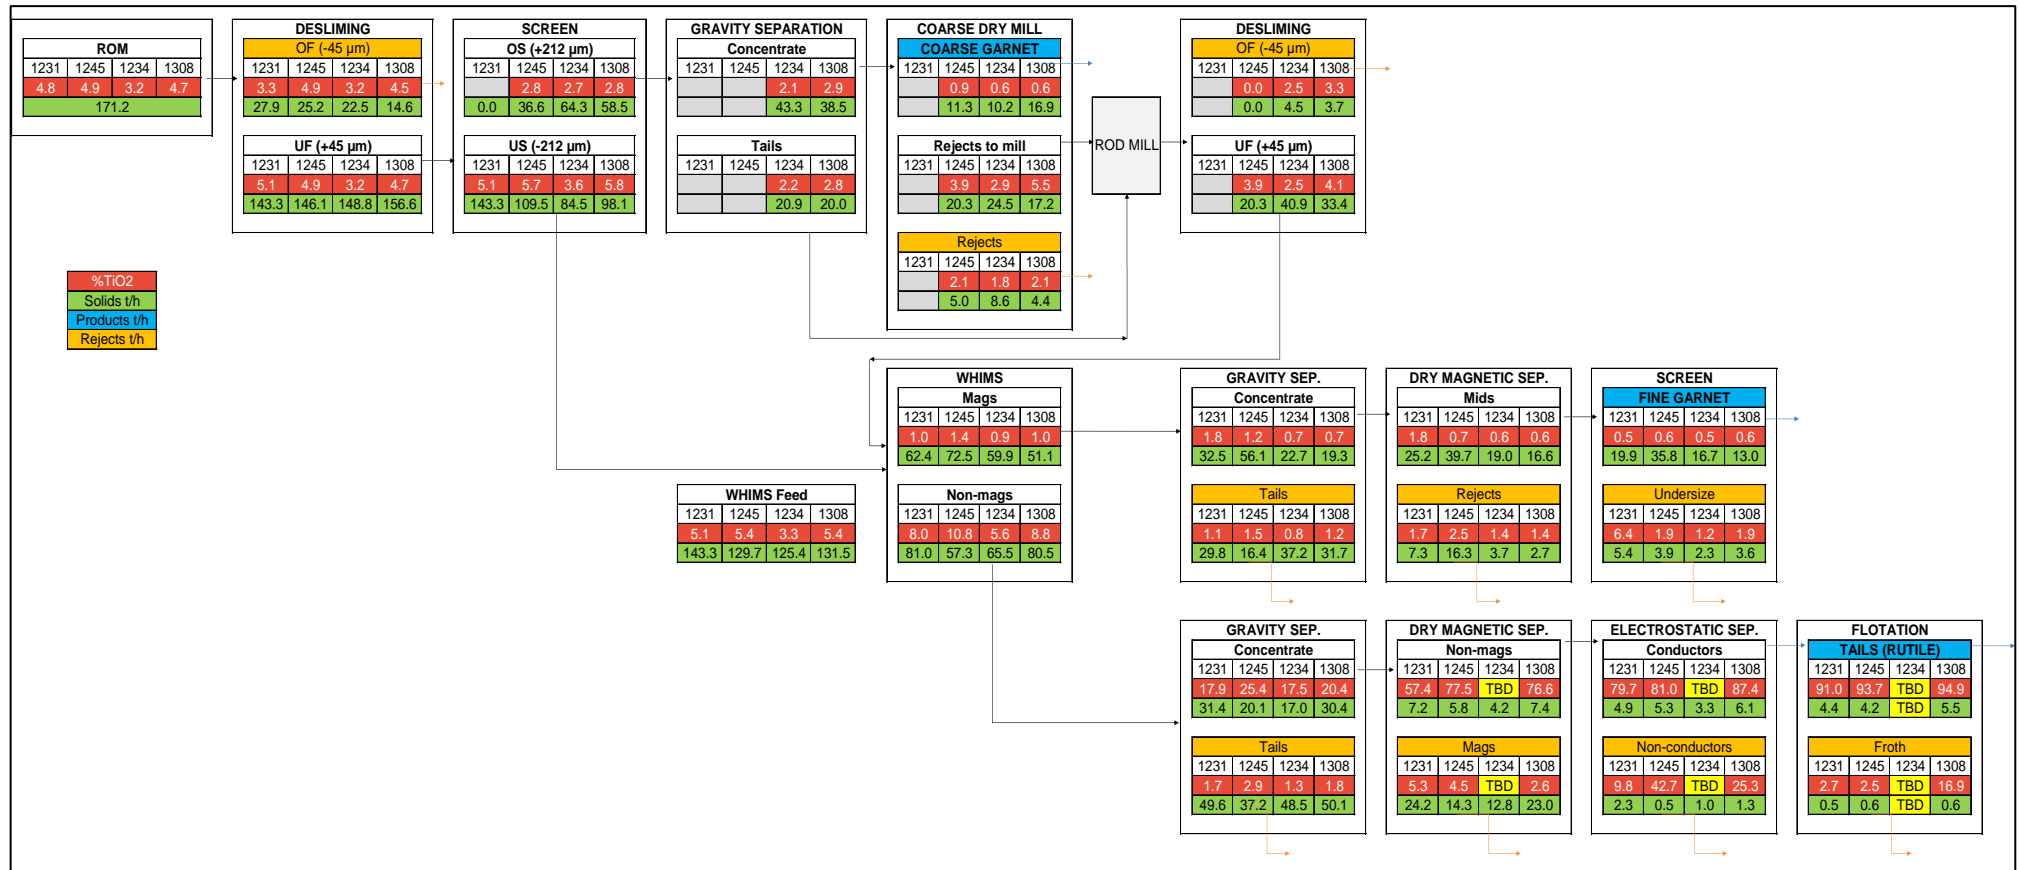 ROM
1231 1245 1234 1308
4.8 4.9 3.2 4.7
171.2
DESLIMING
OF (-45 µm)
1231 1245 1234 1308
3.3 4.9 3.2 4.5
27.9 25.2 22.5 14.6
UF (+45 µm)
1231 1245 1234 1308
5.1 4.9 3.2 4.7
143.3 146.1 148.8 156.6
SCREEN
OS (+212 µm)
1231 1245 1234 1308
2.8 2.7 2.8
0.0 36.6 64.3 58.5
US (-212 µm)
1231 1245 1234 1308
5.1 5.7 3.6 5.8
143.3 109.5 84.5 98.1
GRAVITY SEPARATION
Concentrate
1231 1245 1234 1308
2.1 2.9
43.3 38.5
Tails
1231 1245 1234 1308
2.2 2.8
20.9 20.0
COARSE DRY MILL
COARSE GARNET
1231 1245 1234 1308
0.9 0.6 0.6
11.3 10.2 16.9
Rejects to mill
1231 1245 1234 1308
3.9 2.9 5.5
20.3 24.5 17.2
Rejects
1231 1245 1234 1308
2.1 1.8 2.1
5.0 8.6 4.4
ROD MILL
DESLIMING
OF (-45 µm)
1231 1245 1234 1308
0.0 2.5 3.3
0.0 4.5 3.7
UF (+45 µm)
1231 1245 1234 1308
3.9 2.5 4.1
20.3 40.9 33.4
%TiO2
Solids t/h
Products t/h
Rejects t/h
WHIMS Feed
1231 1245 1234 1308
5.1 5.4 3.3 5.4
143.3 129.7 125.4 131.5
WHIMS
Mags
1231 1245 1234 1308
1.0 1.4 0.9 1.0
62.4 72.5 59.9 51.1
Non-mags
1231 1245 1234 1308
8.0 10.8 5.6 8.8
81.0 57.3 65.5 80.5
GRAVITY SEP.
Concentrate
1231 1245 1234 1308
1.8 1.2 0.7 0.7
32.5 56.1 22.7 19.3
Tails
1231 1245 1234 1308
1.1 1.5 0.8 1.2
29.8 16.4 37.2 31.7
DRY MAGNETIC SEP.
Mids
1231 1245 1234 1308
1.8 0.7 0.6 0.6
25.2 39.7 19.0 16.6
Rejects
1231 1245 1234 1308
1.7 2.5 1.4 1.4
7.3 16.3 3.7 2.7
SCREEN
FINE GARNET
1231 1245 1234 1308
0.5 0.6 0.5 0.6
19.9 35.8 16.7 13.0
Undersize
1231 1245 1234 1308
6.4 1.9 1.2 1.9
5.4 3.9 2.3 3.6
GRAVITY SEP.
Concentrate
1231 1245 1234 1308
17.9 25.4 17.5 20.4
31.4 20.1 17.0 30.4
Tails
1231 1245 1234 1308
1.7 2.9 1.3 1.8
49.6 37.2 48.5 50.1
DRY MAGNETIC SEP.
Non-mags
1231 1245 1234 1308
57.4 77.5 TBD 76.6
7.2 5.8 4.2 7.4
Mags
1231 1245 1234 1308
5.3 4.5 TBD 2.6
24.2 14.3 12.8 23.0
ELECTROSTATIC SEP.
Conductors
1231 1245 1234 1308
79.7 81.0 TBD 87.4
4.9 5.3 3.3 6.1
Non-conductors
1231 1245 1234 1308
9.8 42.7 TBD 25.3
2.3 0.5 1.0 1.3
FLOTATION
TAILS (RUTILE)
1231 1245 1234 1308
91.0 93.7 TBD 94.9
4.4 4.2 TBD 5.5
Froth
1231 1245 1234 1308
2.7 2.5 TBD 16.9
0.5 0.6 TBD 0.6